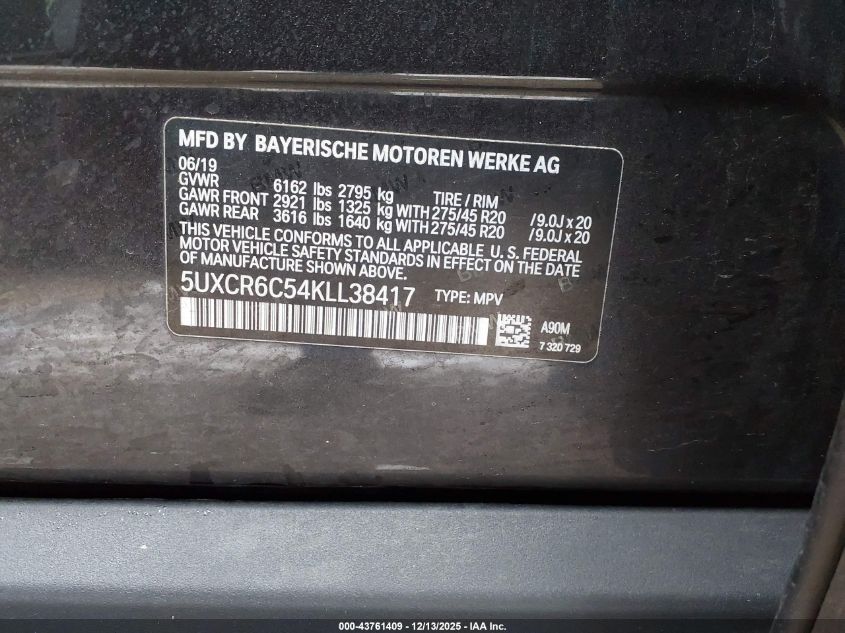 MFD BY BAYERISCHE MOTOREN WERKE AG
06/19
GVWR 6162 lbs 2795 kg TIRE / RIM
GAWR FRONT 2921 lbs 1325 kg WITH 275/45 R20 /9.0J x 20
GAWR REAR 3616 lbs 1640 kg WITH 275/45 R20 /9.0J x 20
THIS VEHICLE CONFORMS TO ALL APPLICABLE U. S. FEDERAL
MOTOR VEHICLE SAFETY STANDARDS IN EFFECT ON THE DATE
OF MANUFACTURE SHOWN ABOVE.
5UXCR6C54KLL38417 TYPE: MPV
A90M
7 320 729
000-43761409 - 12/13/2025 - IAA Inc.